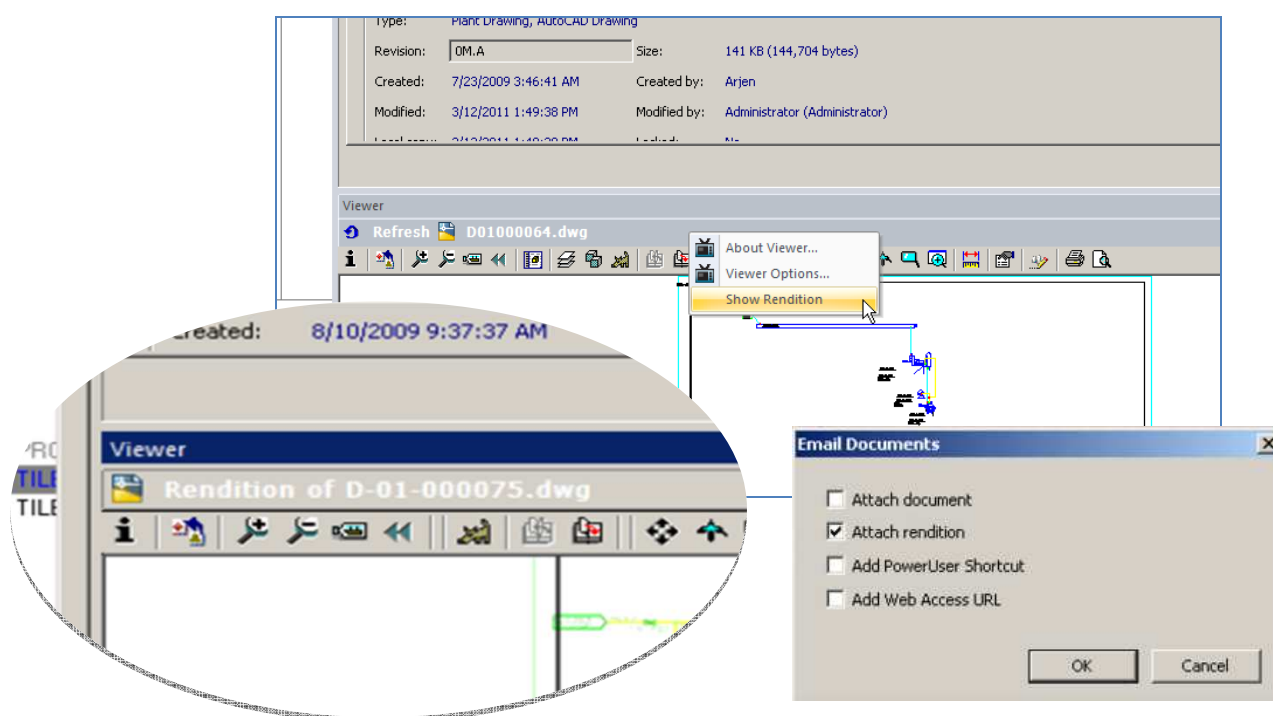 Type: Plant Drawing, AutoCAD Drawing
Revision: 0M.A Size: 141 KB (144,704 bytes)
Created: 7/23/2009 3:46:41 AM Created by: Arjen
Modified: 3/12/2011 1:49:38 PM Modified by: Administrator (Administrator)
Viewer
Refresh D01000064.dwg
About Viewer...
Viewer Options...
Show Rendition
Created: 8/10/2009 9:37:37 AM
Viewer
Rendition of D-01-000075.dwg
TILE
TILE
Email Documents
Attach document
Attach rendition
Add PowerUser Shortcut
Add Web Access URL
OK Cancel